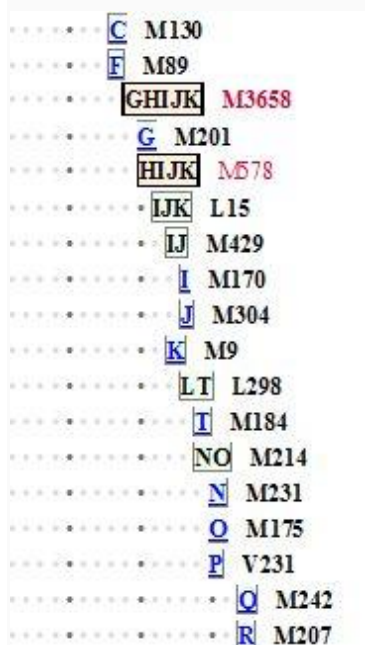 C M130
F M89
GHIJK M3658
G M201
HIJK M578
IJK L15
IJ M429
I M170
J M304
K M9
LT L298
T M184
NO M214
N M231
O M175
P V231
Q M242
R M207